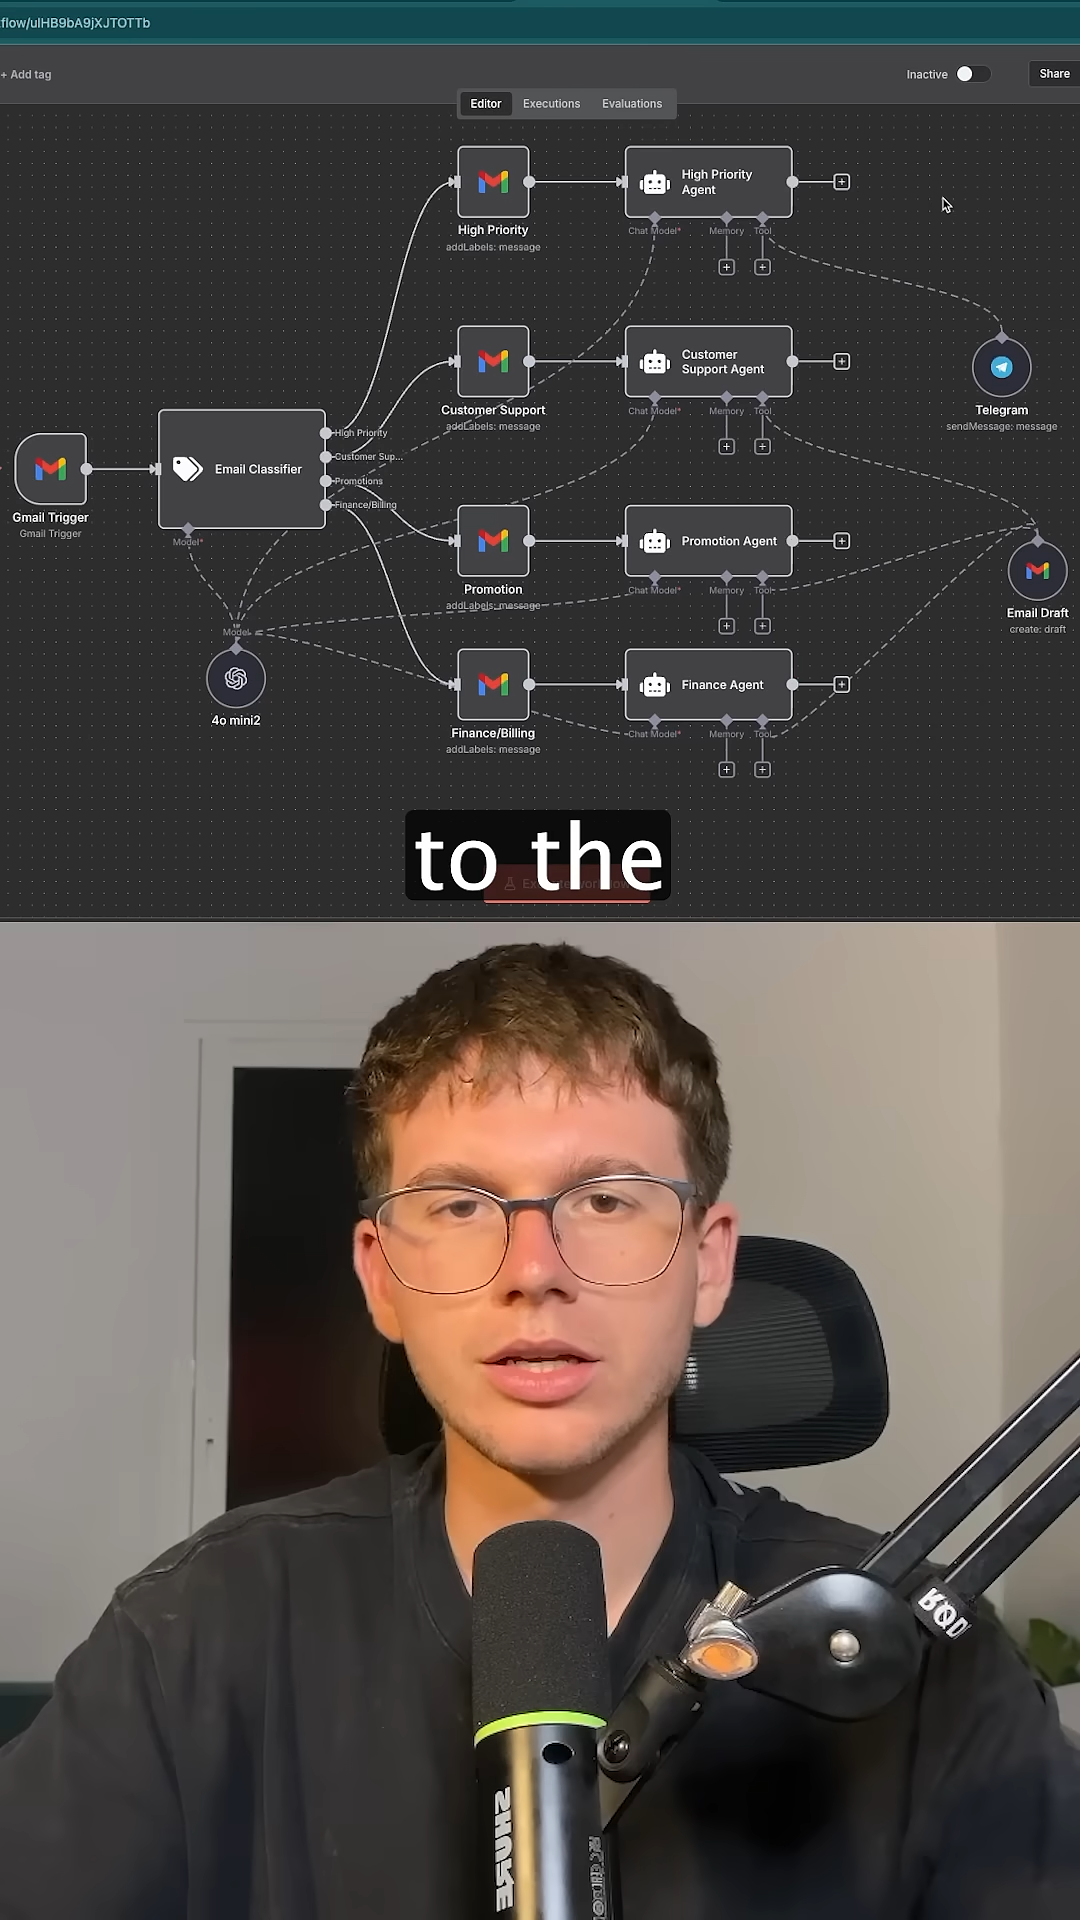 flow/ulHB9bA9jXJTOTTb
+ Add tag
Inactive
Share
Editor
Executions
Evaluations
High Priority
addLabels: message
High Priority
Agent
Chat Model*
Memory
Tool
Customer Support
addLabels: message
Customer
Support Agent
Chat Model*
Memory
Tool
Telegram
sendMessage: message
Gmail Trigger
Gmail Trigger
Email Classifier
High Priority
Customer Sup...
Promotions
Finance/Billing
Model*
Promotion
addLabels: message
Promotion Agent
Chat Model*
Memory
Tool
Email Draft
create: draft
Model
4o mini2
Finance/Billing
addLabels: message
Finance Agent
Chat Model*
Memory
Tool
to the
SHURE